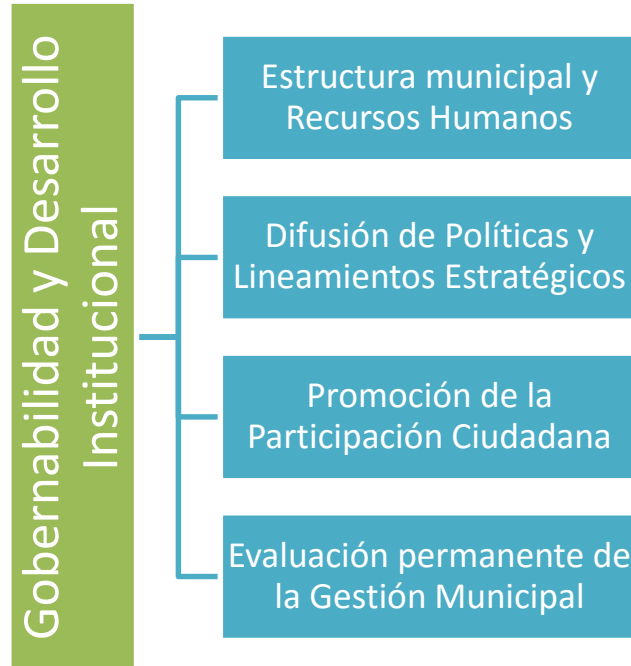 Gobernabilidad y Desarrollo
Institucional
Estructura municipal y
Recursos Humanos
Difusión de Políticas y
Lineamientos Estratégicos
Promoción de la
Participación Ciudadana
Evaluación permanente de
la Gestión Municipal